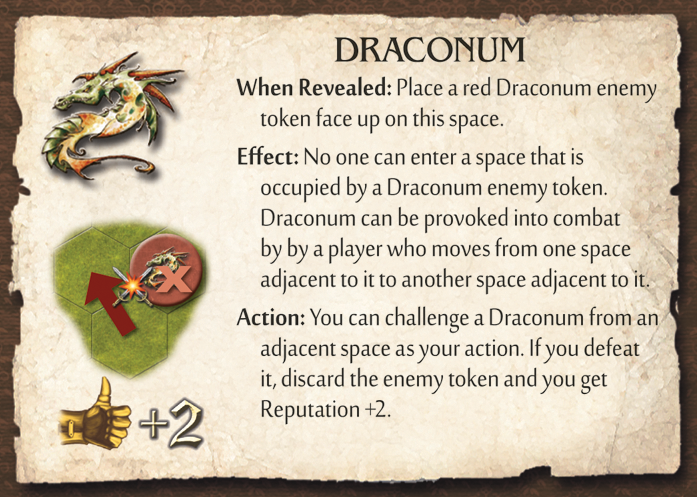 DRACONUM
When Revealed: Place a red Draconum enemy
token face up on this space.
Effect: No one can enter a space that is
occupied by a Draconum enemy token.
Draconum can be provoked into combat
by by a player who moves from one space
adjacent to it to another space adjacent to it.
Action: You can challenge a Draconum from an
adjacent space as your action. If you defeat
it, discard the enemy token and you get
Reputation +2.
X
+2